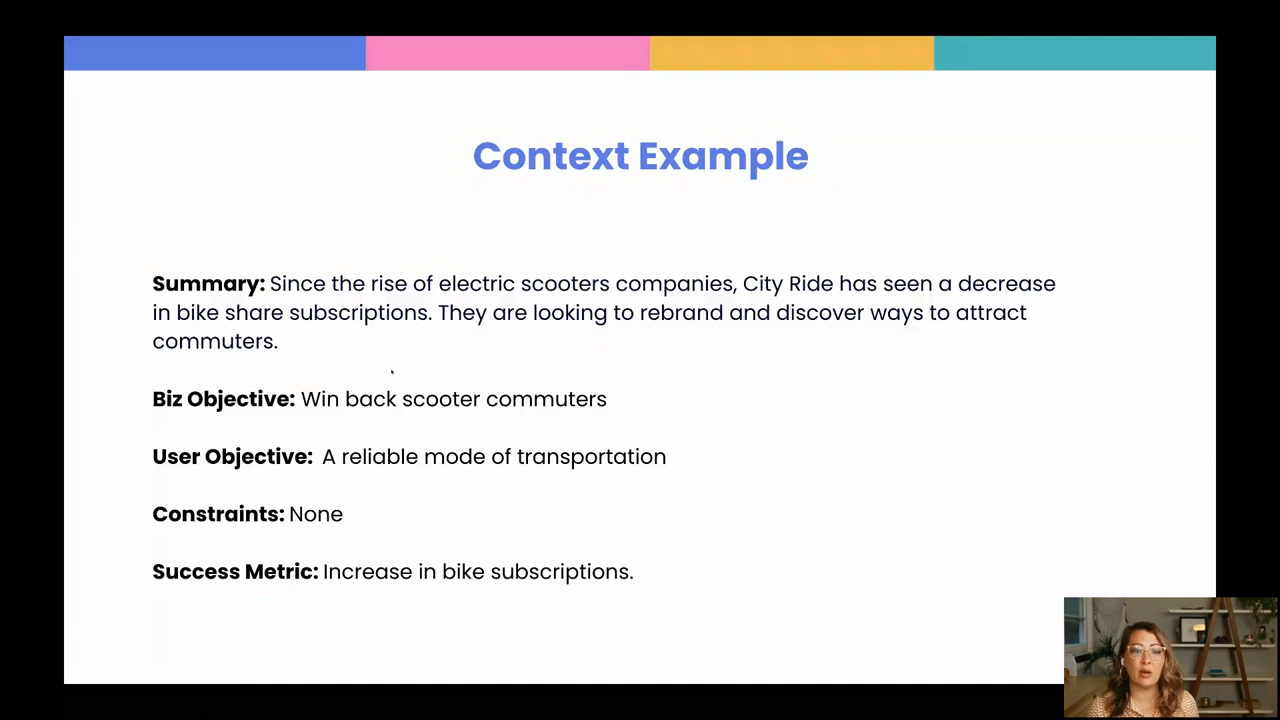 Context Example
Summary: Since the rise of electric scooters companies, City Ride has seen a decrease
in bike share subscriptions. They are looking to rebrand and discover ways to attract
commuters.
Biz Objective: Win back scooter commuters
User Objective: A reliable mode of transportation
Constraints: None
Success Metric: Increase in bike subscriptions.